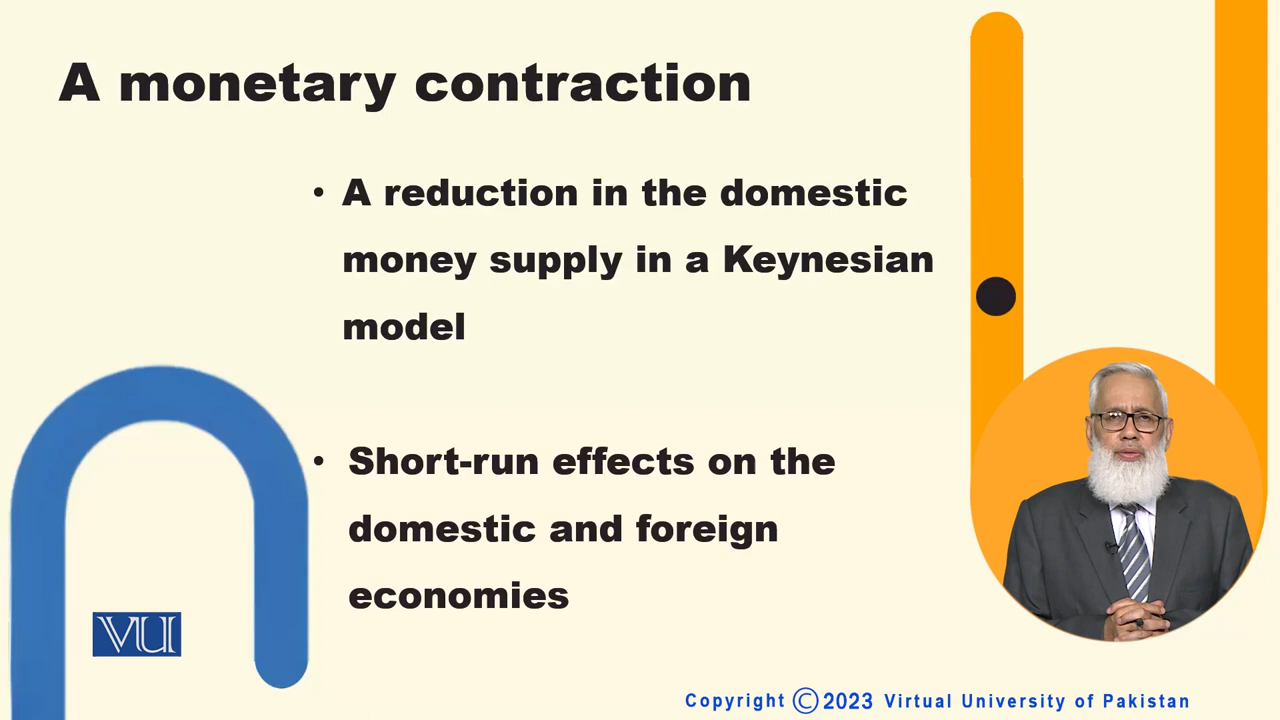 A monetary contraction
• A reduction in the domestic
money supply in a Keynesian
model
• Short-run effects on the
domestic and foreign
economies
VU
Copyright ©2023 Virtual University of Pakistan